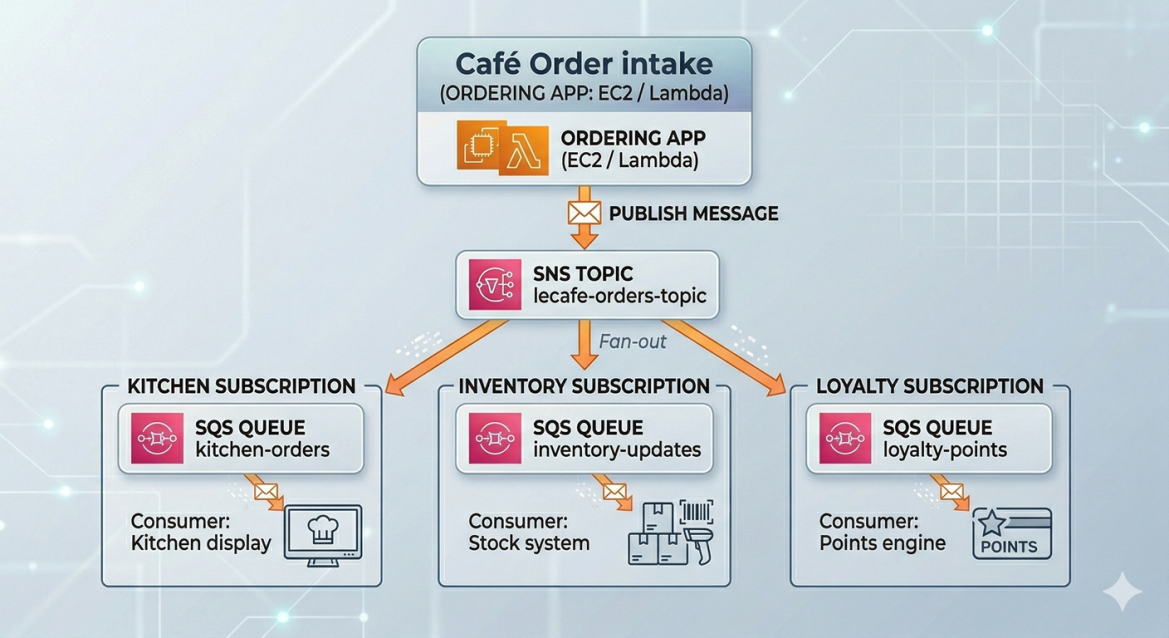 Café Order intake
(ORDERING APP: EC2 / Lambda)
ORDERING APP
(EC2 / Lambda)
PUBLISH MESSAGE
SNS TOPIC
lecafe-orders-topic
Fan-out
KITCHEN SUBSCRIPTION
SQS QUEUE
kitchen-orders
Consumer:
Kitchen display
INVENTORY SUBSCRIPTION
SQS QUEUE
inventory-updates
Consumer:
Stock system
LOYALTY SUBSCRIPTION
SQS QUEUE
loyalty-points
Consumer:
Points engine
POINTS